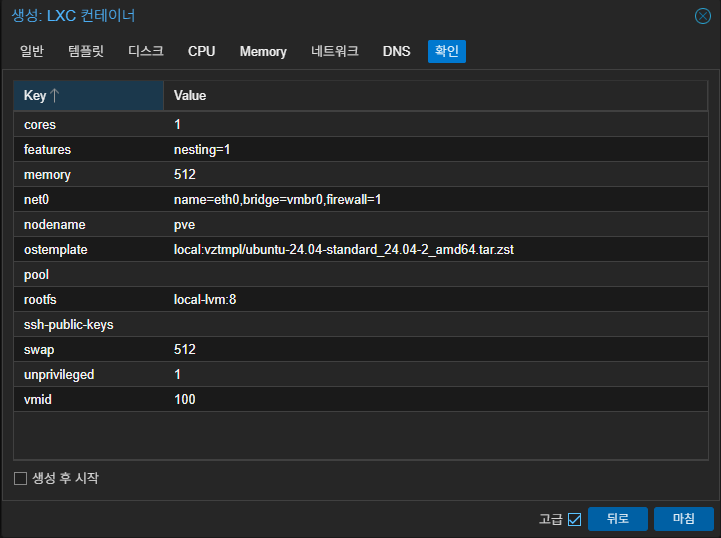 생성: LXC 컨테이너
일반 템플릿 디스크 CPU Memory 네트워크 DNS 확인
Key Value
cores 1
features nesting=1
memory 512
net0 name=eth0,bridge=vmbr0,firewall=1
nodename pve
ostemplate local:vztmpl/ubuntu-24.04-standard_24.04-2_amd64.tar.zst
pool
rootfs local-lvm:8
ssh-public-keys
swap 512
unprivileged 1
vmid 100
생성 후 시작
고급 뒤로 마침